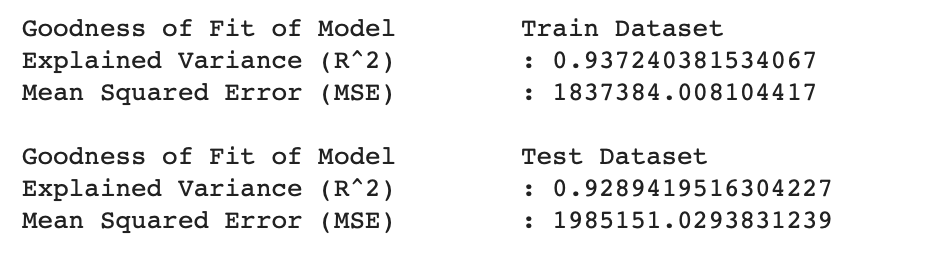 Goodness of Fit of Model Train Dataset
Explained Variance (R^2) : 0.937240381534067
Mean Squared Error (MSE) : 1837384.008104417
Goodness of Fit of Model Test Dataset
Explained Variance (R^2) : 0.9289419516304227
Mean Squared Error (MSE) : 1985151.0293831239